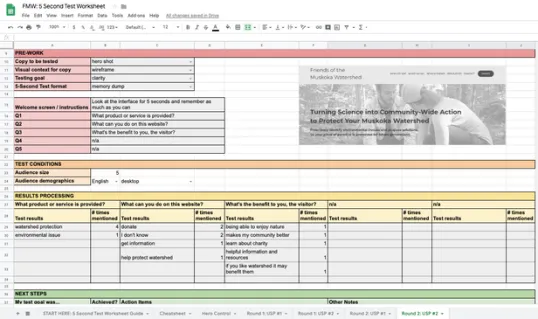 FMW: 5 Second Test Worksheet
File Edit View Insert Format Data Tools Add-ons Help All changes saved in Drive
100%
Default (... 12
PRE-WORK
Copy to be tested hero shot
Visual context for copy wireframe
Testing goal clarity
5-Second Test format memory dump
Welcome screen / Instructions Look at the interface for 5 seconds and remember as much as you can
Q1 What product or service is provided?
Q2 What can you do on this website?
Q3 What's the benefit to you, the visitor?
Q4 n/a
Q5 n/a
Friends of the
Muskoka Watershed
Turning Science into Community-Wide Action
to Protect Your Muskoka Watershed
TEST CONDITIONS
Audience size 5
Audience demographics English desktop
RESULTS PROCESSING
What product or service is provided? What can you do on this website? What's the benefit to you, the visitor? n/a n/a
Test results # times mentioned Test results # times mentioned Test results # times mentioned Test results # times mentioned Test results # times mentioned
watershed protection 4 donate 2 being able to enjoy nature 1
environmental issue 1 I don't know 2 makes my community better 1
get information 1 learn about charity 1
help protect watershed 1 helpful information and resources 1
if you like watershed it may benefit them 1
NEXT STEPS
My test goal was... Achieved? Action Items Other Notes
START HERE: 5 Second Test Worksheet Guide Cheatsheet Hero Control Round 1: USP #1 Round 1: USP #3 Round 2: USP #1 Round 2: USP #2